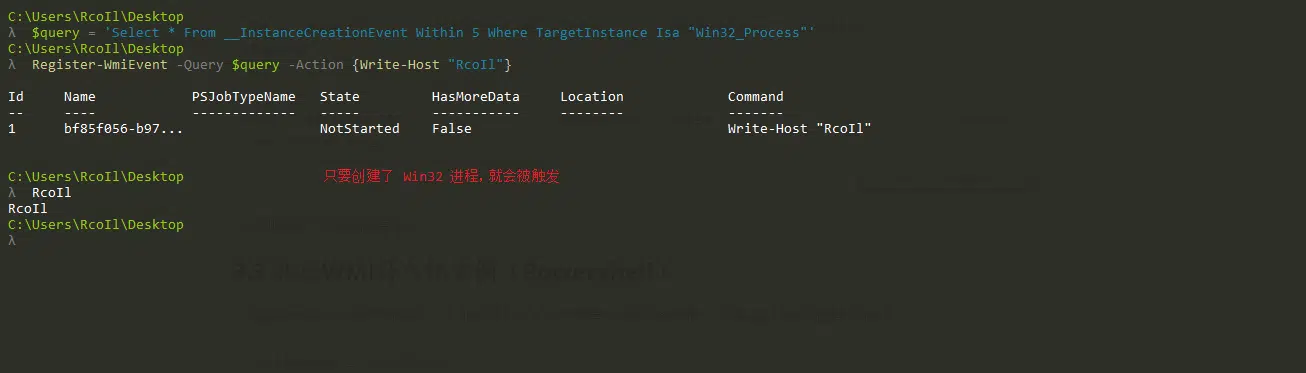 C:\Users\RcoIl\Desktop
λ $query = 'Select * From __InstanceCreationEvent Within 5 Where TargetInstance Isa "Win32_Process"'
C:\Users\RcoIl\Desktop
λ Register-WmiEvent -Query $query -Action {Write-Host "RcoIl"}
Id Name PSJobTypeName State HasMoreData Location Command
-- ---- ------------- ----- ----------- -------- -------
1 bf85f056-b97... NotStarted False Write-Host "RcoIl"
C:\Users\RcoIl\Desktop 只要创建了 Win32 进程,就会被触发
λ RcoIl
RcoIl
C:\Users\RcoIl\Desktop
λ